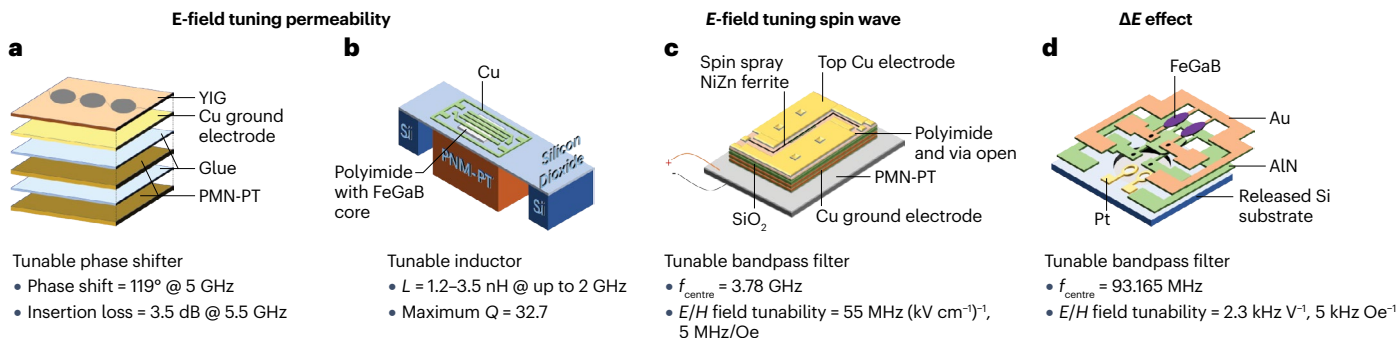 E-field tuning permeability
E-field tuning spin wave
ΔE effect
a
YIG
Cu ground
electrode
Glue
PMN-PT
Tunable phase shifter
• Phase shift = 119° @ 5 GHz
• Insertion loss = 3.5 dB @ 5.5 GHz
b
Cu
Si
Silicon
Dioxide
PNM-PT
Si
Polyimide
with FeGaB
core
Tunable inductor
• L = 1.2–3.5 nH @ up to 2 GHz
• Maximum Q = 32.7
c
Spin spray
NiZn ferrite
Top Cu electrode
+
-
Polyimide
and via open
PMN-PT
SiO₂
Cu ground electrode
Tunable bandpass filter
• f_centre = 3.78 GHz
• E/H field tunability = 55 MHz (kV cm⁻¹)⁻¹,
5 MHz/Oe
d
FeGaB
Au
AlN
Pt
Released Si
substrate
Tunable bandpass filter
• f_centre = 93.165 MHz
• E/H field tunability = 2.3 kHz V⁻¹, 5 kHz Oe⁻¹